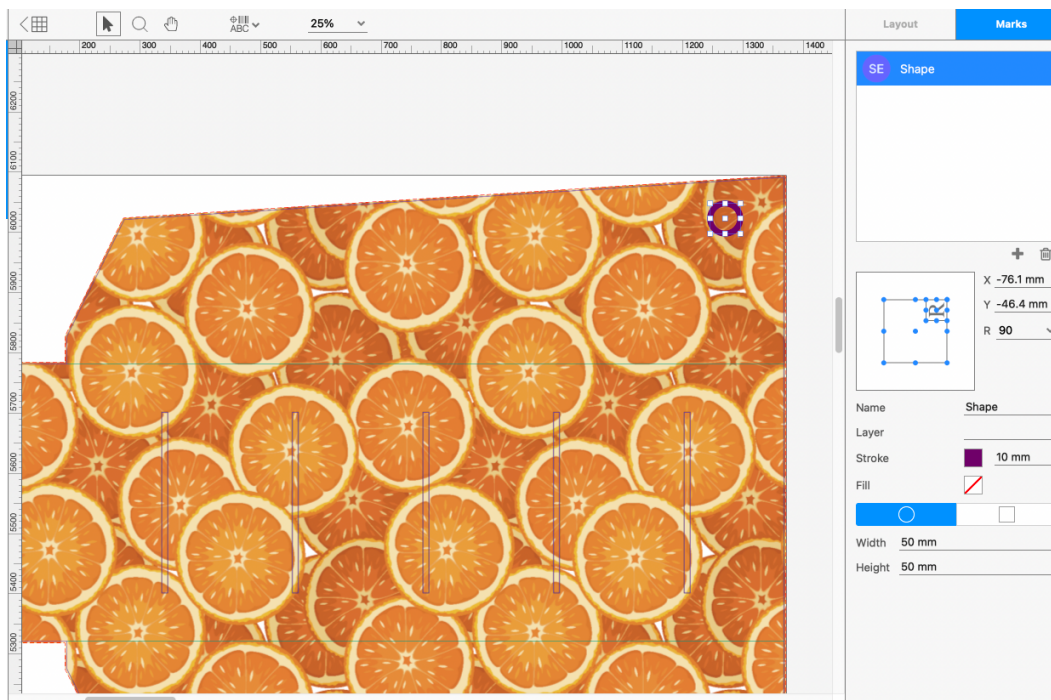 25%
ABC
Layout
Marks
200 300 400 500 600 700 800 900 1000 1100 1200 1300 1400
SE Shape
6200
6100
6000
5900
5800
5700
5600
5500
5400
5300
X -76.1 mm
Y -46.4 mm
R 90
R
Name Shape
Layer
Stroke 10 mm
Fill
Width 50 mm
Height 50 mm